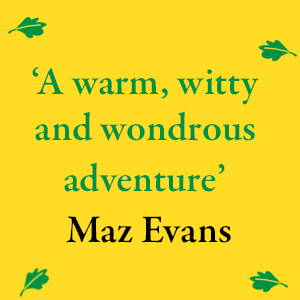 ‘A warm, witty
and wondrous
adventure’
Maz Evans